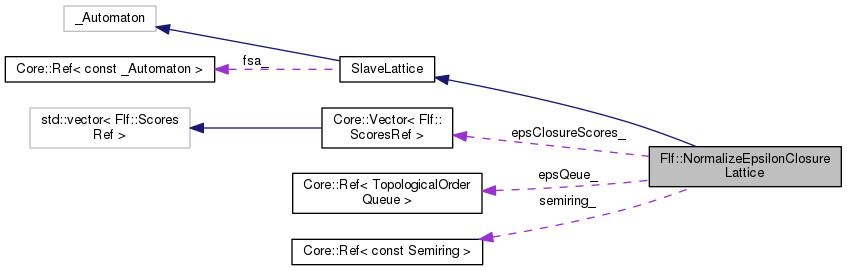 _Automaton
Core::Ref< const _Automaton >
fsa_
SlaveLattice
std::vector< Flf::Scores
Ref >
Core::Vector< Flf::
ScoresRef >
epsClosureScores_
Flf::NormalizeEpsilonClosure
Lattice
Core::Ref< TopologicalOrder
Queue >
epsQeue_
semiring_
Core::Ref< const Semiring >